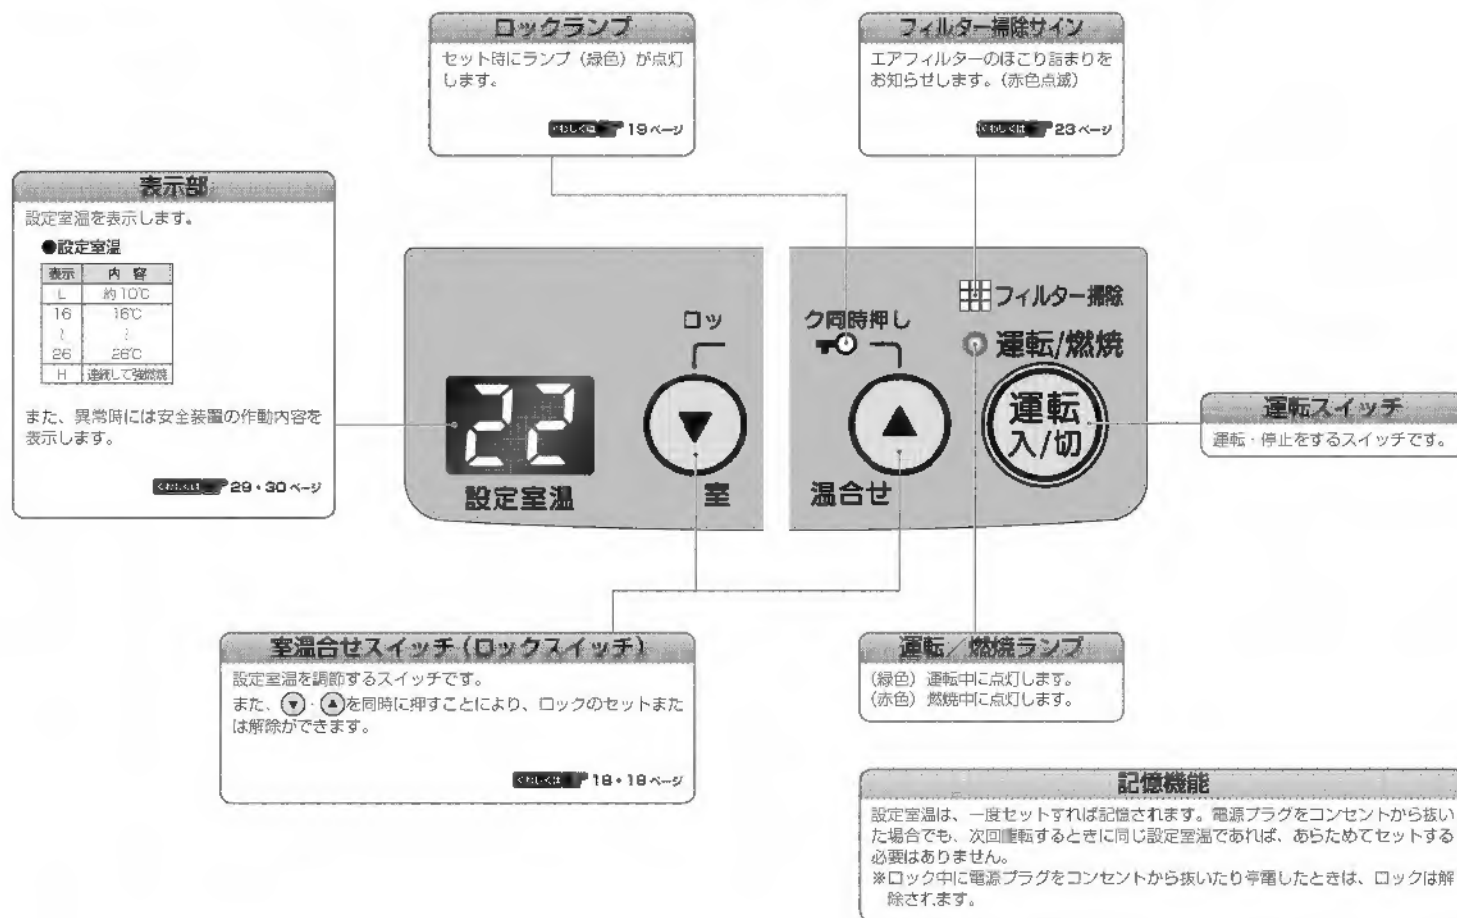 ロックランプ
セット時にランプ（緑色）が点灯
します。
くわしくは 19ページ
フィルター掃除サイン
エアフィルターのほこり詰まりを
お知らせします。（赤色点滅）
くわしくは 23ページ
表示部
設定室温を表示します。
●設定室温
表示 内 容
L 約10℃
16 16℃
≀ ≀
26 26℃
H 連続して強燃焼
また、異常時には安全装置の作動内容を
表示します。
くわしくは 29・30ページ
フィルター掃除
ロッ ク同時押し
運転/燃焼
22
▼
▲
運転
入/切
設定室温
室 温合せ
運転スイッチ
運転・停止をするスイッチです。
室温合せスイッチ（ロックスイッチ）
設定室温を調節するスイッチです。
また、▼・▲を同時に押すことにより、ロックのセットまた
は解除ができます。
くわしくは ページ
運転／燃焼ランプ
（緑色）運転中に点灯します。
（赤色）燃焼中に点灯します。
記憶機能
設定室温は、一度セットすれば記憶されます。電源プラグをコンセントから抜い
た場合でも、次回運転するときに同じ設定室温であれば、あらためてセットする
必要はありません。
※ロック中に電源プラグをコンセントから抜いたり停電したときは、ロックは解
除されます。